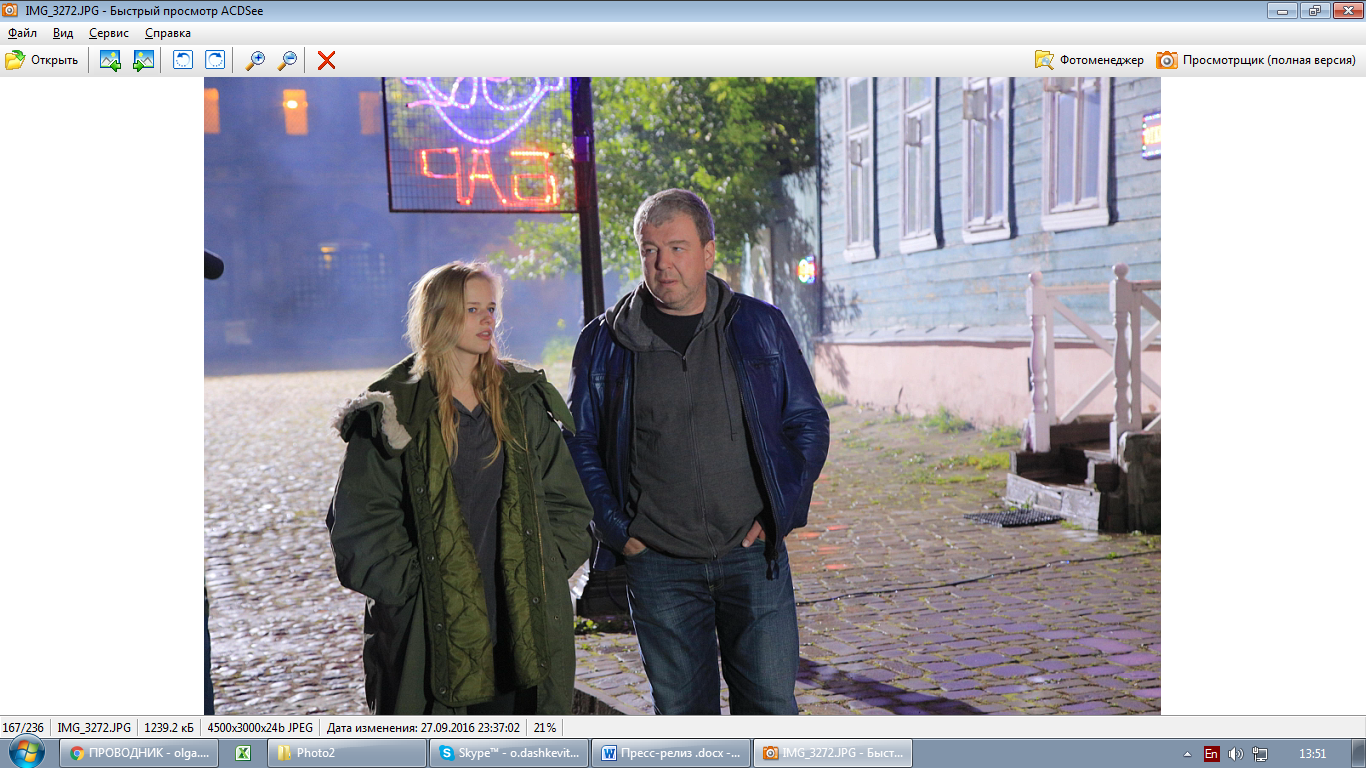 IMG_3272.JPG - Быстрый просмотр ACDSee
Файл Вид Сервис Справка
Открыть Фотоменеджер Просмотрщик (полная версия)
БАР
167/236 IMG_3272.JPG 1239.2 кБ 4500x3000x24b JPEG Дата изменения: 27.09.2016 23:37:02 21%
ПРОВОДНИК - olga.... Photo2 Skype™ - o.dashkevit... Пресс-релиз .docx -... IMG_3272.JPG - Быст... En 13:51